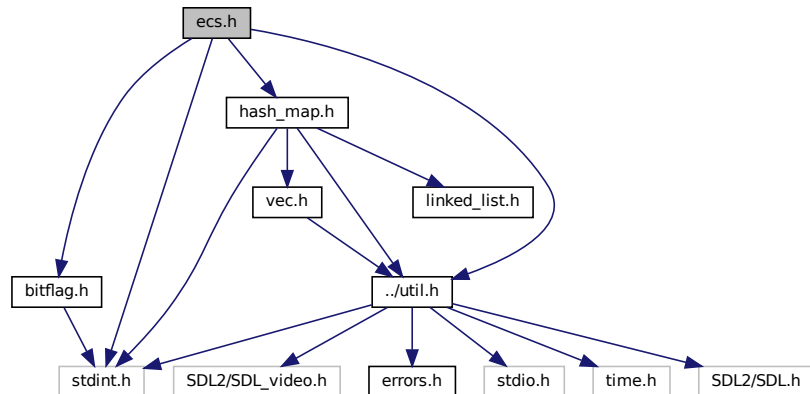 ecs.h
hash_map.h
vec.h
linked_list.h
bitflag.h
../util.h
stdint.h
SDL2/SDL_video.h
errors.h
stdio.h
time.h
SDL2/SDL.h